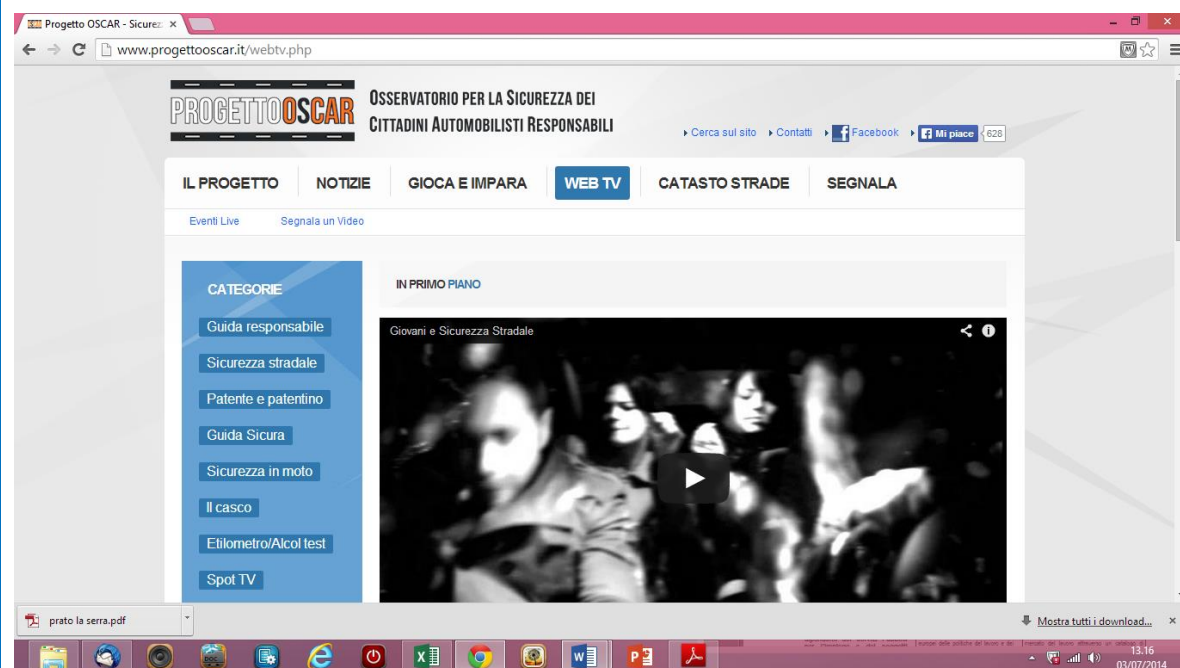 Progetto OSCAR - Sicurez
www.progettooscar.it/webtv.php
PROGETTOOSCAR
OSSERVATORIO PER LA SICUREZZA DEI
CITTADINI AUTOMOBILISTI RESPONSABILI
Cerca sul sito Contatti Facebook Mi piace 628
IL PROGETTO NOTIZIE GIOCA E IMPARA WEB TV CATASTO STRADE SEGNALA
Eventi Live Segnala un Video
CATEGORIE
Guida responsabile
Sicurezza stradale
Patente e patentino
Guida Sicura
Sicurezza in moto
Il casco
Etilometro/Alcol test
Spot TV
IN PRIMO PIANO
Giovani e Sicurezza Stradale
prato la serra.pdf
Mostra tutti i download...
13.16
03/07/2014